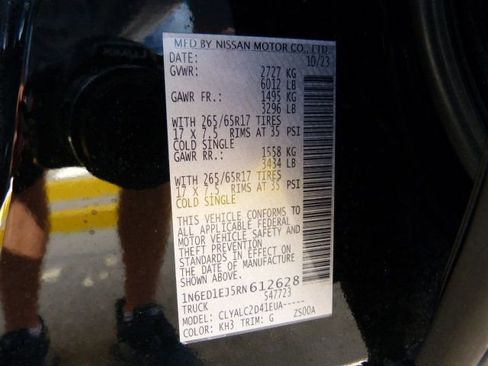 MFD BY NISSAN MOTOR CO., LTD.
DATE: 10/23
GVWR: 2727 KG
6012 LB
GAWR FR.: 1495 KG
3296 LB
WITH 265/65R17 TIRES
17 X 7.5 RIMS AT 35 PSI
COLD SINGLE
GAWR RR.: 1558 KG
3434 LB
WITH 265/65R17 TIRES
17 X 7.5 RIMS AT 35 PSI
COLD SINGLE
THIS VEHICLE CONFORMS TO
ALL APPLICABLE FEDERAL
MOTOR VEHICLE SAFETY AND
THEFT PREVENTION
STANDARDS IN EFFECT ON
THE DATE OF MANUFACTURE
SHOWN ABOVE.
1N6ED1EJ5RN612628
TRUCK 547723
MODEL: CLYALC2D41EUA-----
COLOR: KH3 TRIM: G ZS00A